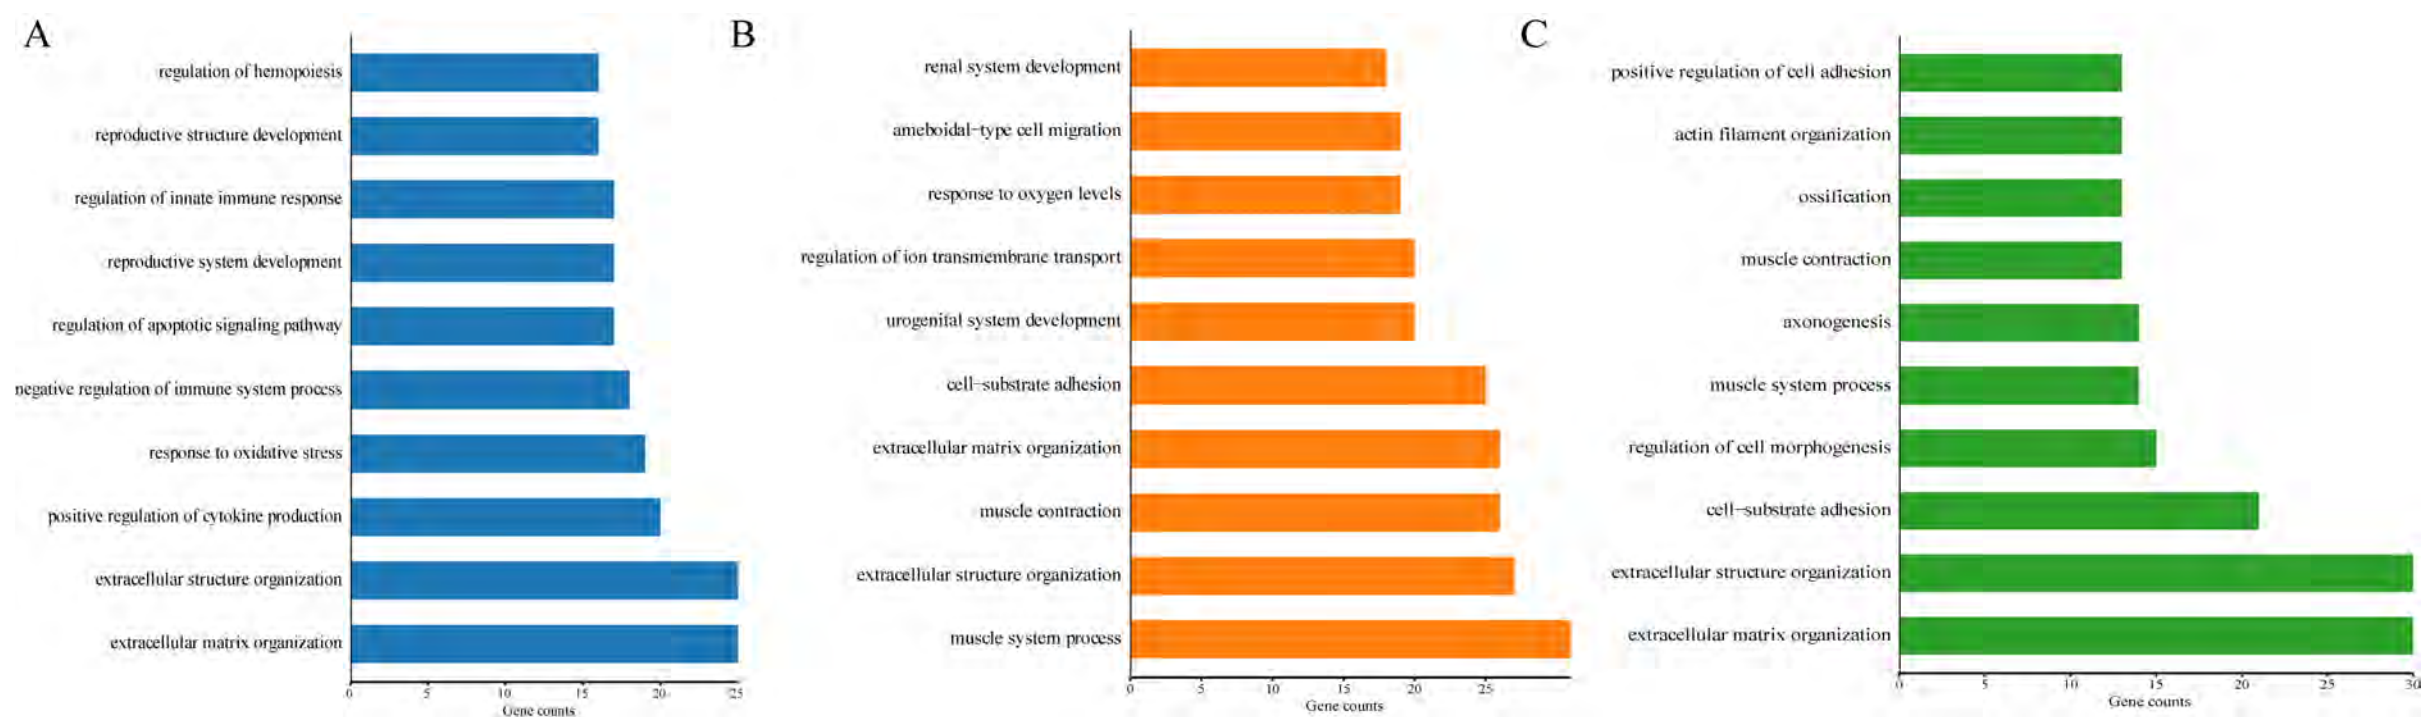 A
regulation of hemopoiesis
reproductive structure development
regulation of innate immune response
reproductive system development
regulation of apoptotic signaling pathway
negative regulation of immune system process
response to oxidative stress
positive regulation of cytokine production
extracellular structure organization
extracellular matrix organization
0 5 10 15 20 25
Gene counts
B
renal system development
ameboidal-type cell migration
response to oxygen levels
regulation of ion transmembrane transport
urogenital system development
cell-substrate adhesion
extracellular matrix organization
muscle contraction
extracellular structure organization
muscle system process
0 5 10 15 20 25
Gene counts
C
positive regulation of cell adhesion
actin filament organization
ossification
muscle contraction
axonogenesis
muscle system process
regulation of cell morphogenesis
cell-substrate adhesion
extracellular structure organization
extracellular matrix organization
0 5 10 15 20 25 30
Gene counts